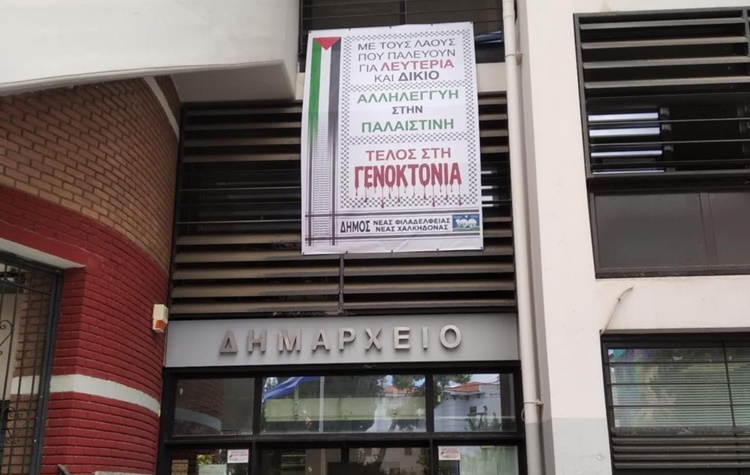 ΜΕ ΤΟΥΣ ΛΑΟΥΣ
ΠΟΥ ΠΑΛΕΥΟΥΝ
ΓΙΑ ΛΕΥΤΕΡΙΑ
ΚΑΙ ΔΙΚΙΟ
ΑΛΛΗΛΕΓΓΥΗ
ΣΤΗΝ
ΠΑΛΑΙΣΤΙΝΗ
ΤΕΛΟΣ ΣΤΗ
ΓΕΝΟΚΤΟΝΙΑ
ΔΗΜΟΣ ΝΕΑΣ ΦΙΛΑΔΕΛΦΕΙΑΣ
ΝΕΑΣ ΧΑΛΚΗΔΟΝΑΣ
ΔΗΜΑΡΧΕΙΟ